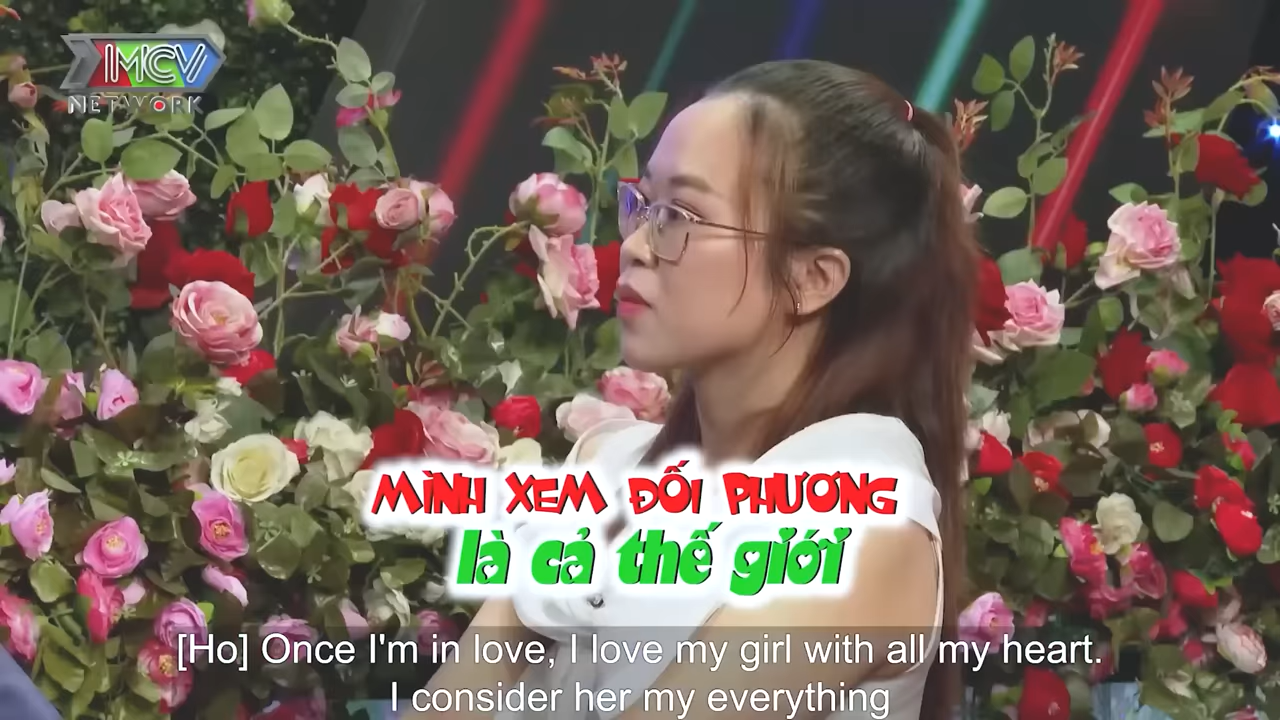 MCV
NETWORK
MÌNH XEM ĐỐI PHƯƠNG
là cả thế giới
[Ho] Once I'm in love, I love my girl with all my heart.
I consider her my everything